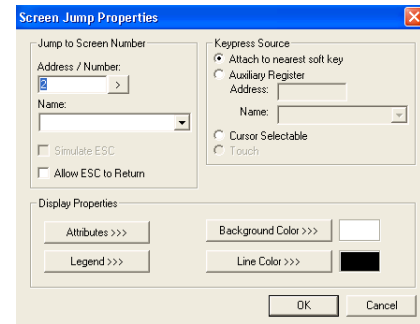 Screen Jump Properties
Jump to Screen Number
Address / Number:
2
>
Name:
Simulate ESC
Allow ESC to Return
Keypress Source
Attach to nearest soft key
Auxiliary Register
Address:
Name:
Cursor Selectable
Touch
Display Properties
Attributes >>>
Background Color >>>
Legend >>>
Line Color >>>
OK
Cancel